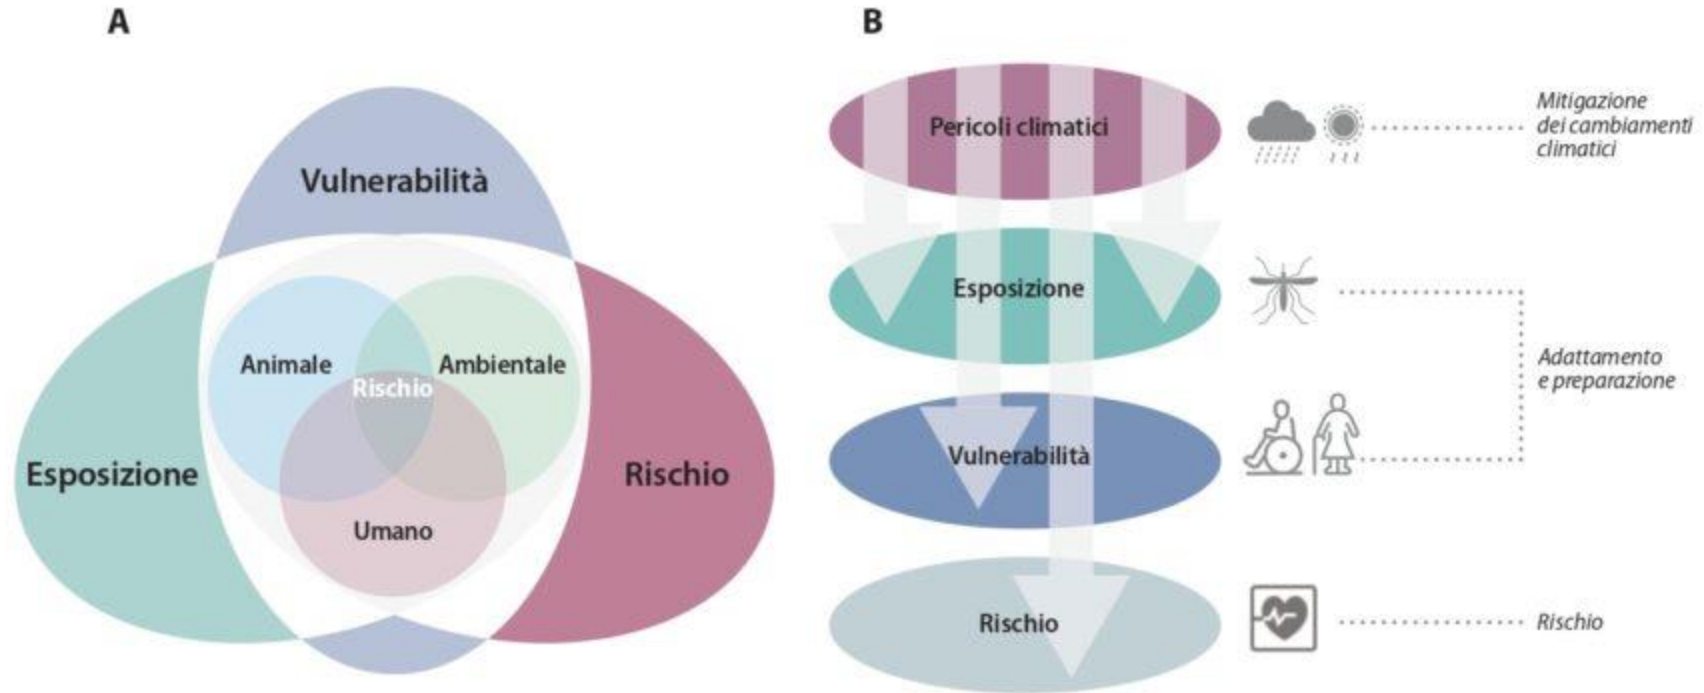 A
Vulnerabilità
Animale
Ambientale
Rischio
Esposizione
Rischio
Umano
B
Pericoli climatici
Mitigazione
dei cambiamenti
climatici
Esposizione
Adattamento
e preparazione
Vulnerabilità
Rischio
Rischio